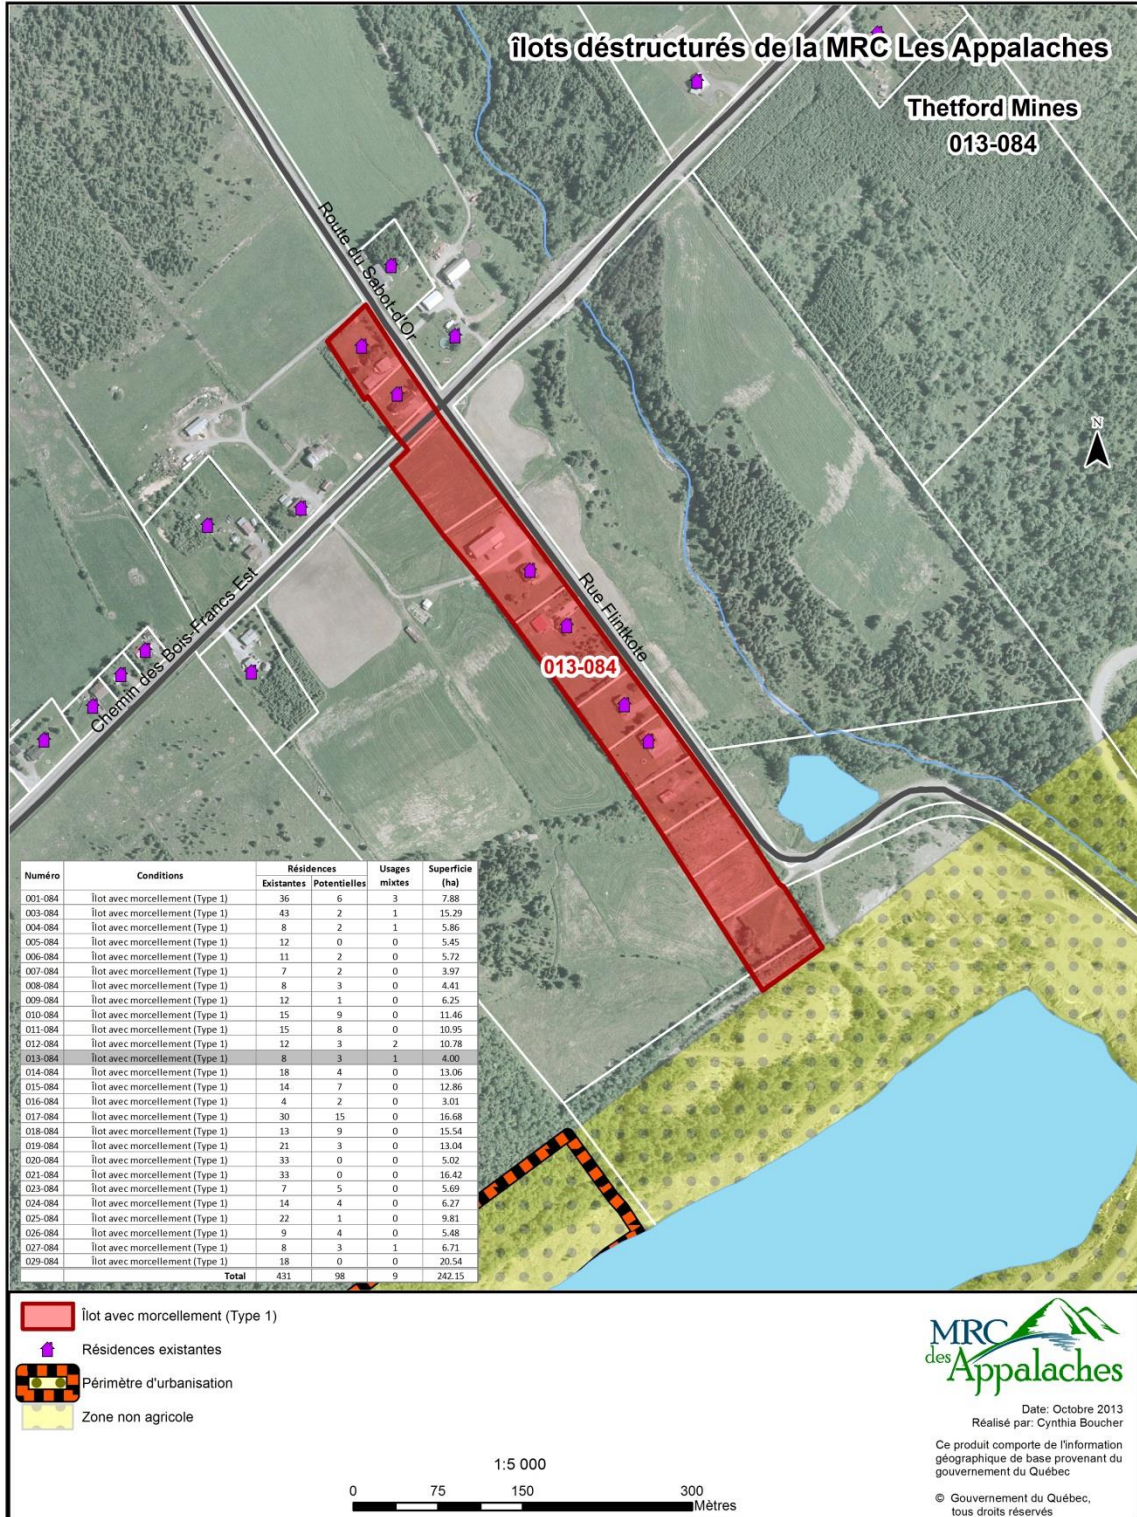 îlots déstructurés de la MRC Les Appalaches
Thetford Mines
013-084
N
Route du Sabot-d'Or
Rue Flintkote
Chemin des Bois-Francs Est
013-084
Numéro Conditions Résidences Usages mixtes Superficie (ha)
Existantes Potentielles
001-084 Îlot avec morcellement (Type 1) 36 6 3 7.88
003-084 Îlot avec morcellement (Type 1) 43 2 1 15.29
004-084 Îlot avec morcellement (Type 1) 8 2 1 5.86
005-084 Îlot avec morcellement (Type 1) 12 0 0 5.45
006-084 Îlot avec morcellement (Type 1) 11 2 0 5.72
007-084 Îlot avec morcellement (Type 1) 7 2 0 3.97
008-084 Îlot avec morcellement (Type 1) 8 3 0 4.41
009-084 Îlot avec morcellement (Type 1) 12 1 0 6.25
010-084 Îlot avec morcellement (Type 1) 15 9 0 11.46
011-084 Îlot avec morcellement (Type 1) 15 8 0 10.95
012-084 Îlot avec morcellement (Type 1) 12 3 2 10.78
013-084 Îlot avec morcellement (Type 1) 8 3 1 4.00
014-084 Îlot avec morcellement (Type 1) 18 4 0 13.06
015-084 Îlot avec morcellement (Type 1) 14 7 0 12.86
016-084 Îlot avec morcellement (Type 1) 4 2 0 3.01
017-084 Îlot avec morcellement (Type 1) 30 15 0 16.68
018-084 Îlot avec morcellement (Type 1) 13 9 0 15.54
019-084 Îlot avec morcellement (Type 1) 21 3 0 13.04
020-084 Îlot avec morcellement (Type 1) 33 0 0 5.02
021-084 Îlot avec morcellement (Type 1) 33 0 0 16.42
023-084 Îlot avec morcellement (Type 1) 7 5 0 5.69
024-084 Îlot avec morcellement (Type 1) 14 4 0 6.27
025-084 Îlot avec morcellement (Type 1) 22 1 0 9.81
026-084 Îlot avec morcellement (Type 1) 9 4 0 5.48
027-084 Îlot avec morcellement (Type 1) 8 3 1 6.71
029-084 Îlot avec morcellement (Type 1) 18 0 0 20.54
Total 431 98 9 242.15
Îlot avec morcellement (Type 1)
Résidences existantes
Périmètre d'urbanisation
Zone non agricole
1:5 000
0 75 150 300
Mètres
MRC
des Appalaches
Date: Octobre 2013
Réalisé par: Cynthia Boucher
Ce produit comporte de l'information
géographique de base provenant du
gouvernement du Québec
© Gouvernement du Québec,
tous droits réservés